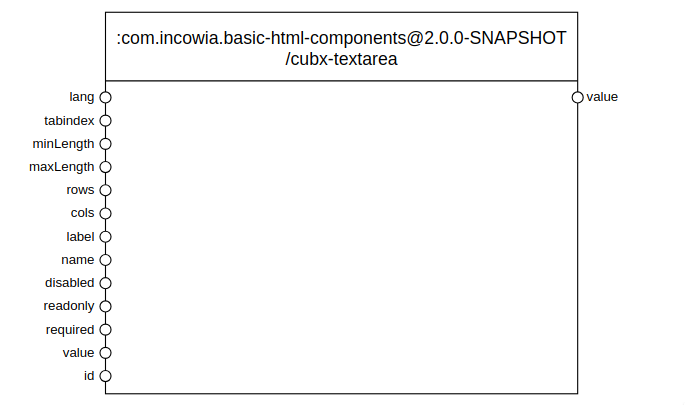 :com.incowia.basic-html-components@2.0.0-SNAPSHOT
/cubx-textarea
lang
value
tabindex
minLength
maxLength
rows
cols
label
name
disabled
readonly
required
value
id